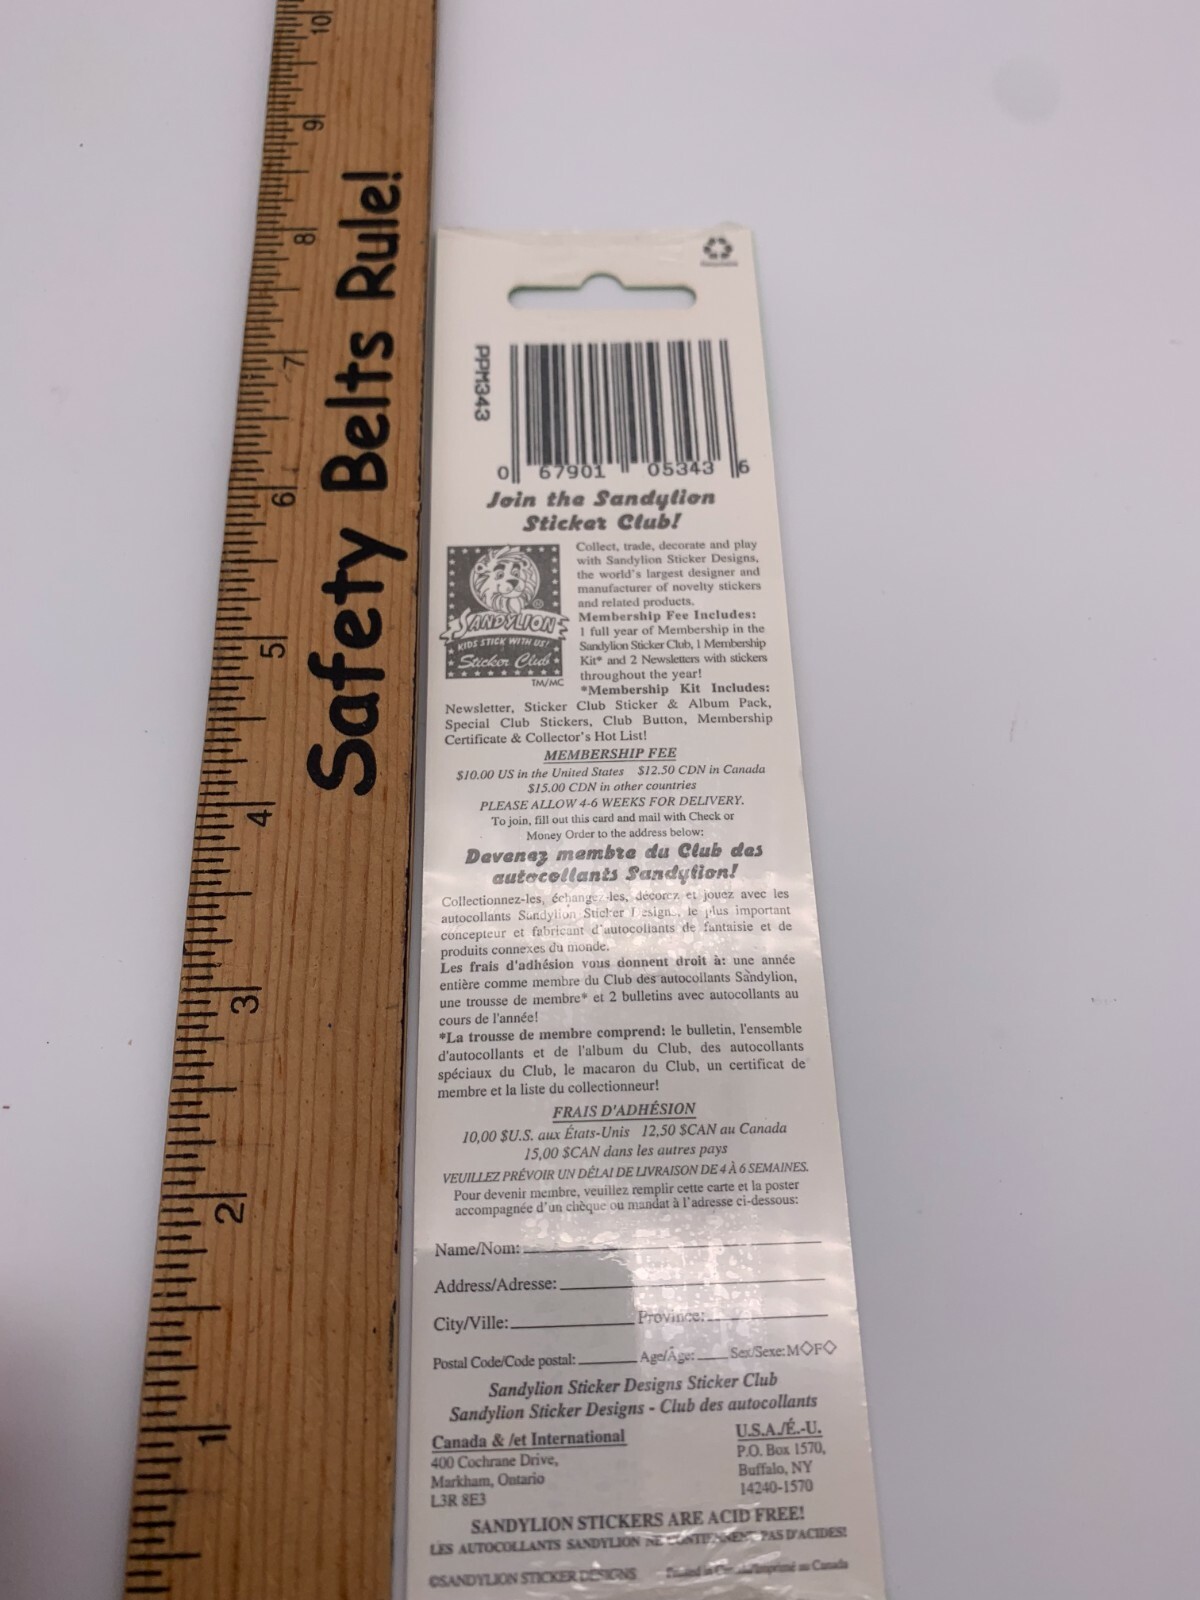 10
9
8
7
6
5
4
3
2
1
Safety Belts Rule!
Recyclable
PPM343
0 67901 05343 6
Join the Sandylion
Sticker Club!
SANDYLION
®
KIDS STICK WITH US!
Sticker Club
TM/MC
Collect, trade, decorate and play
with Sandylion Sticker Designs,
the world's largest designer and
manufacturer of novelty stickers
and related products.
Membership Fee Includes:
1 full year of Membership in the
Sandylion Sticker Club, 1 Membership
Kit* and 2 Newsletters with stickers
throughout the year!
*Membership Kit Includes:
Newsletter, Sticker Club Sticker & Album Pack,
Special Club Stickers, Club Button, Membership
Certificate & Collector's Hot List!
MEMBERSHIP FEE
$10.00 US in the United States $12.50 CDN in Canada
$15.00 CDN in other countries
PLEASE ALLOW 4-6 WEEKS FOR DELIVERY.
To join, fill out this card and mail with Check or
Money Order to the address below:
Devenez membre du Club des
autocollants Sandylion!
Collectionnez-les, échangez-les, décorez et jouez avec les
autocollants Sandylion Sticker Designs, le plus important
concepteur et fabricant d'autocollants de fantaisie et de
produits connexes du monde.
Les frais d'adhésion vous donnent droit à: une année
entière comme membre du Club des autocollants Sandylion,
une trousse de membre* et 2 bulletins avec autocollants au
cours de l'année!
*La trousse de membre comprend: le bulletin, l'ensemble
d'autocollants et de l'album du Club, des autocollants
spéciaux du Club, le macaron du Club, un certificat de
membre et la liste du collectionneur!
FRAIS D'ADHÉSION
10,00 $U.S. aux États-Unis 12,50 $CAN au Canada
15,00 $CAN dans les autres pays
VEUILLEZ PRÉVOIR UN DÉLAI DE LIVRAISON DE 4 À 6 SEMAINES.
Pour devenir membre, veuillez remplir cette carte et la poster
accompagnée d'un chèque ou mandat à l'adresse ci-dessous:
Name/Nom:
Address/Adresse:
City/Ville: Province:
Postal Code/Code postal: Age/Âge: Sex/Sexe: M◇F◇
Sandylion Sticker Designs Sticker Club
Sandylion Sticker Designs - Club des autocollants
Canada & /et International
400 Cochrane Drive,
Markham, Ontario
L3R 8E3
U.S.A./É.-U.
P.O. Box 1570,
Buffalo, NY
14240-1570
SANDYLION STICKERS ARE ACID FREE!
LES AUTOCOLLANTS SANDYLION NE CONTIENNENT PAS D'ACIDES!
©SANDYLION STICKER DESIGNS Printed in Canada/Imprimé au Canada